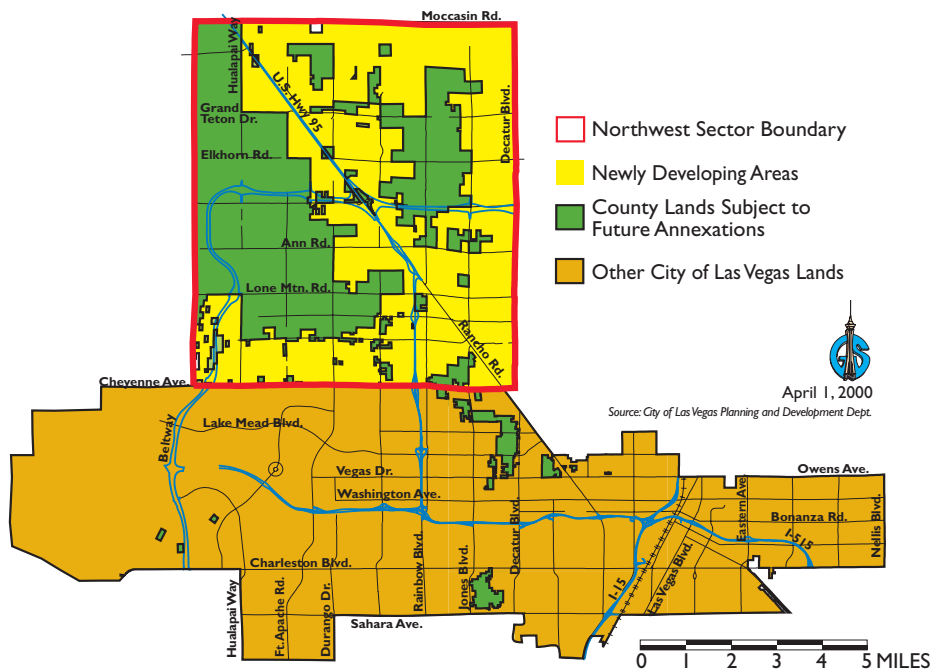 Moccasin Rd.
Hualapai Way
U.S. Hwy 95
Grand
Teton Dr.
Decatur Blvd.
Elkhorn Rd.
Ann Rd.
Lone Mtn. Rd.
Rancho Rd.
Cheyenne Ave.
Northwest Sector Boundary
Newly Developing Areas
County Lands Subject to
Future Annexations
Other City of Las Vegas Lands
GIS
April 1, 2000
Source: City of Las Vegas Planning and Development Dept.
Beltway
Lake Mead Blvd.
Vegas Dr.
Washington Ave.
Owens Ave.
Eastern Ave.
Bonanza Rd.
I-515
Nellis Blvd.
Decatur Blvd.
Charleston Blvd.
Rainbow Blvd.
Jones Blvd.
I-15
Las Vegas Blvd.
Hualapai Way
Ft. Apache Rd.
Durango Dr.
Sahara Ave.
0 1 2 3 4 5 MILES